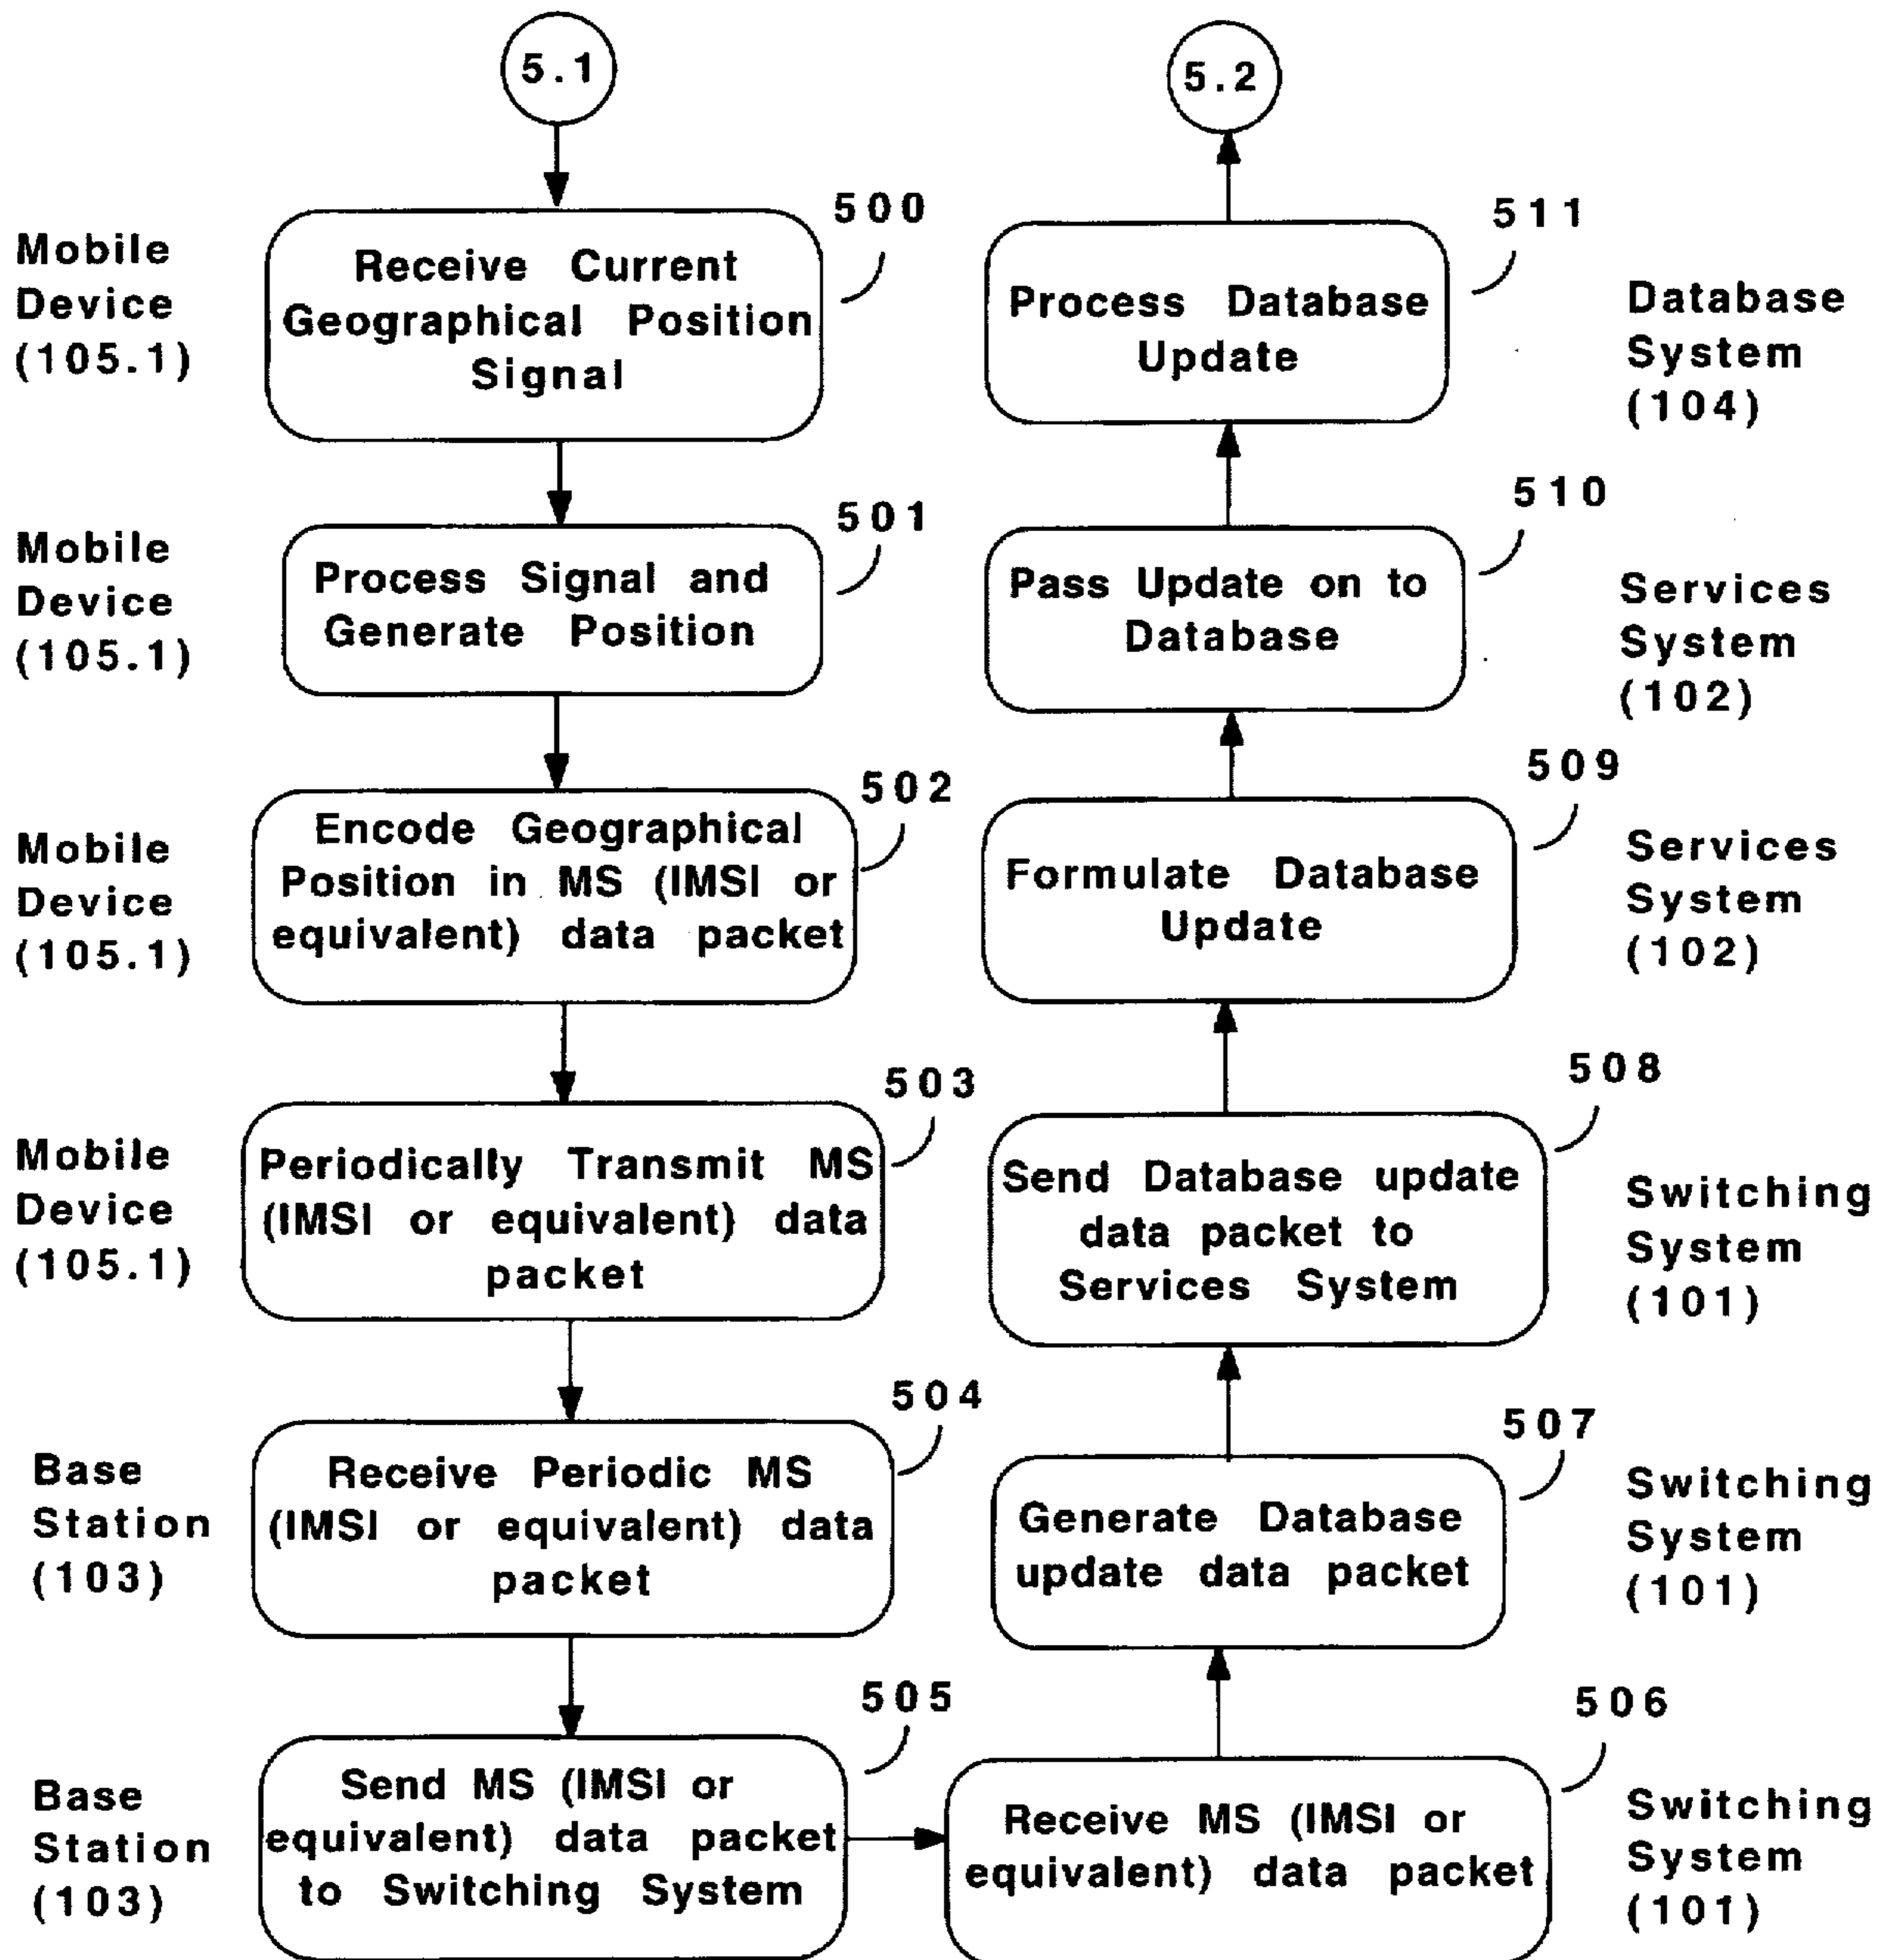 5.1
Mobile
Device
(105.1)
Receive Current
Geographical Position
Signal
500
Mobile
Device
(105.1)
Process Signal and
Generate Position
501
Mobile
Device
(105.1)
Encode Geographical
Position in MS (IMSI or
equivalent) data packet
502
Mobile
Device
(105.1)
Periodically Transmit MS
(IMSI or equivalent) data
packet
503
Base
Station
(103)
Receive Periodic MS
(IMSI or equivalent) data
packet
504
Base
Station
(103)
Send MS (IMSI or
equivalent) data packet
to Switching System
505
Receive MS (IMSI or
equivalent) data packet
506
Switching
System
(101)
Generate Database
update data packet
507
Switching
System
(101)
Send Database update
data packet to
Services System
508
Switching
System
(101)
Formulate Database
Update
509
Services
System
(102)
Pass Update on to
Database
510
Services
System
(102)
Process Database
Update
511
Database
System
(104)
5.2